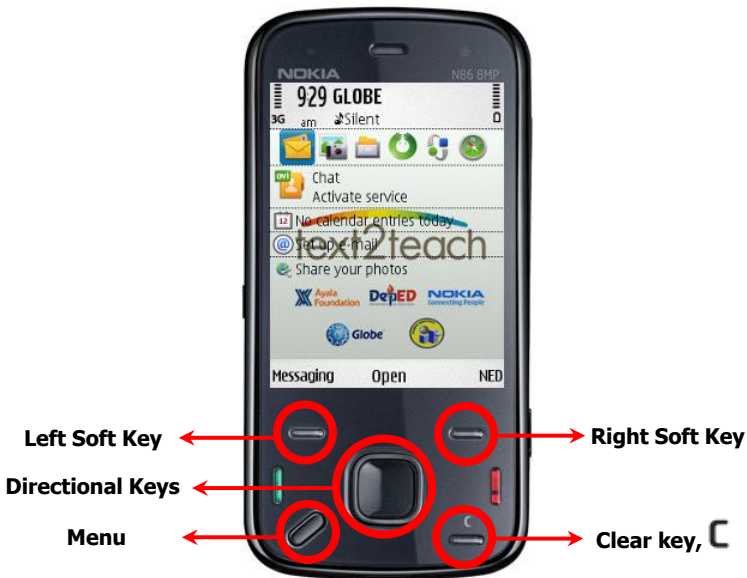 NOKIA N86 8MP
9:29 GLOBE
3G am Silent
Chat
Activate service
12 No calendar entries today
@ Set up e-mail
text2teach
Share your photos
Ayala Foundation DepED NOKIA Connecting People
Globe
Messaging Open NED
Left Soft Key
Right Soft Key
Directional Keys
Menu
C
Clear key, C